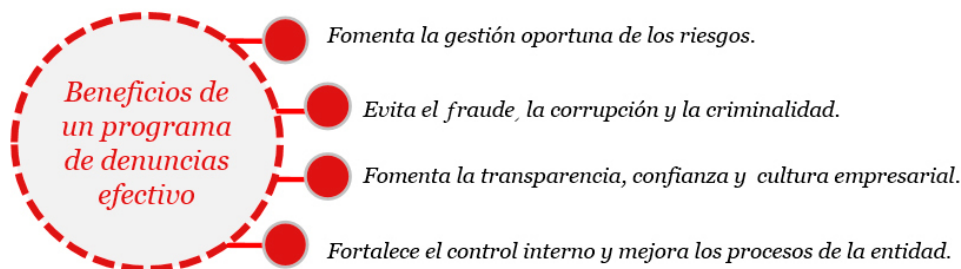 Beneficios de
un programa
de denuncias
efectivo
Fomenta la gestión oportuna de los riesgos.
Evita el fraude, la corrupción y la criminalidad.
Fomenta la transparencia, confianza y cultura empresarial.
Fortalece el control interno y mejora los procesos de la entidad.